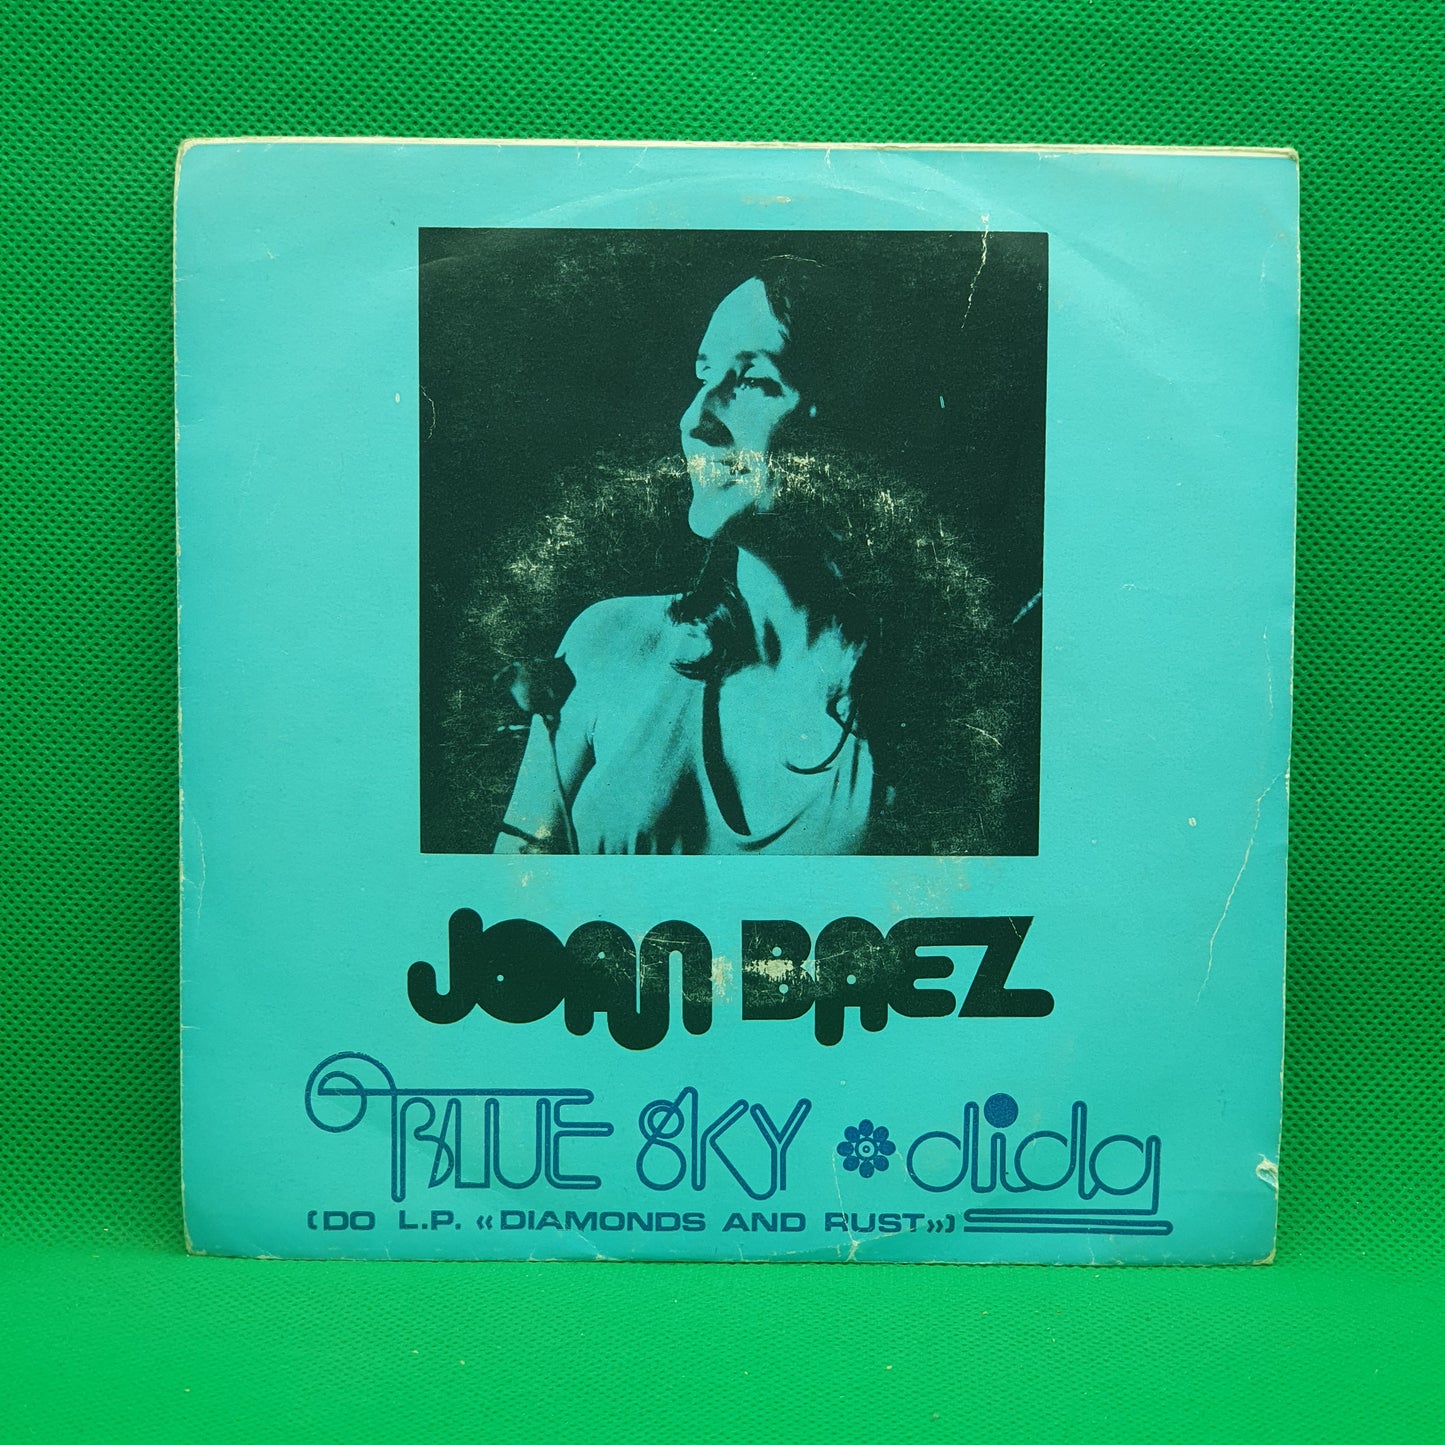 JOAN BAEZ
BLUE SKY dida
(DO L.P. «DIAMONDS AND RUST»)